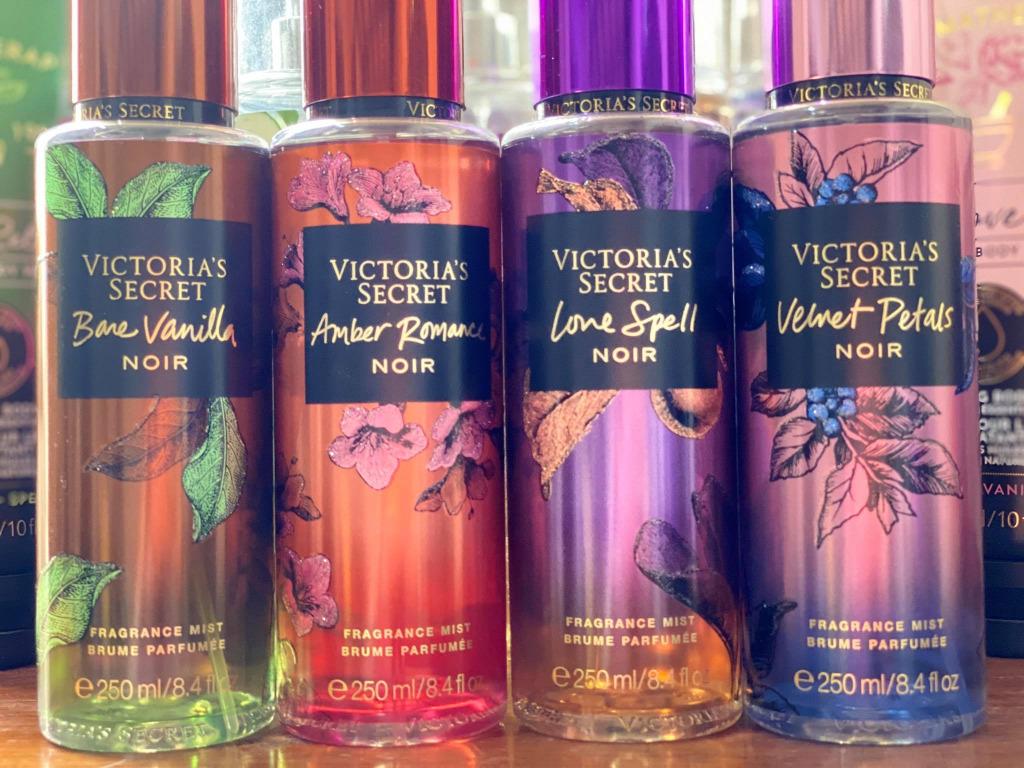 VICTORIA'S SECRET
VICTORIA'S
SECRET
Bare Vanilla
NOIR
FRAGRANCE MIST
BRUME PARFUMÉE
e 250 ml/8.4 fl oz
VICTORIA'S
SECRET
Amber Romance
NOIR
FRAGRANCE MIST
BRUME PARFUMÉE
e 250 ml/8.4 fl oz
VICTORIA'S SECRET
VICTORIA'S
SECRET
Love Spell
NOIR
FRAGRANCE MIST
BRUME PARFUMÉE
e 250 ml/8.4 fl oz
VICTORIA'S SECRET
VICTORIA'S
SECRET
Velvet Petals
NOIR
FRAGRANCE MIST
BRUME PARFUMÉE
e 250 ml/8.4 fl oz